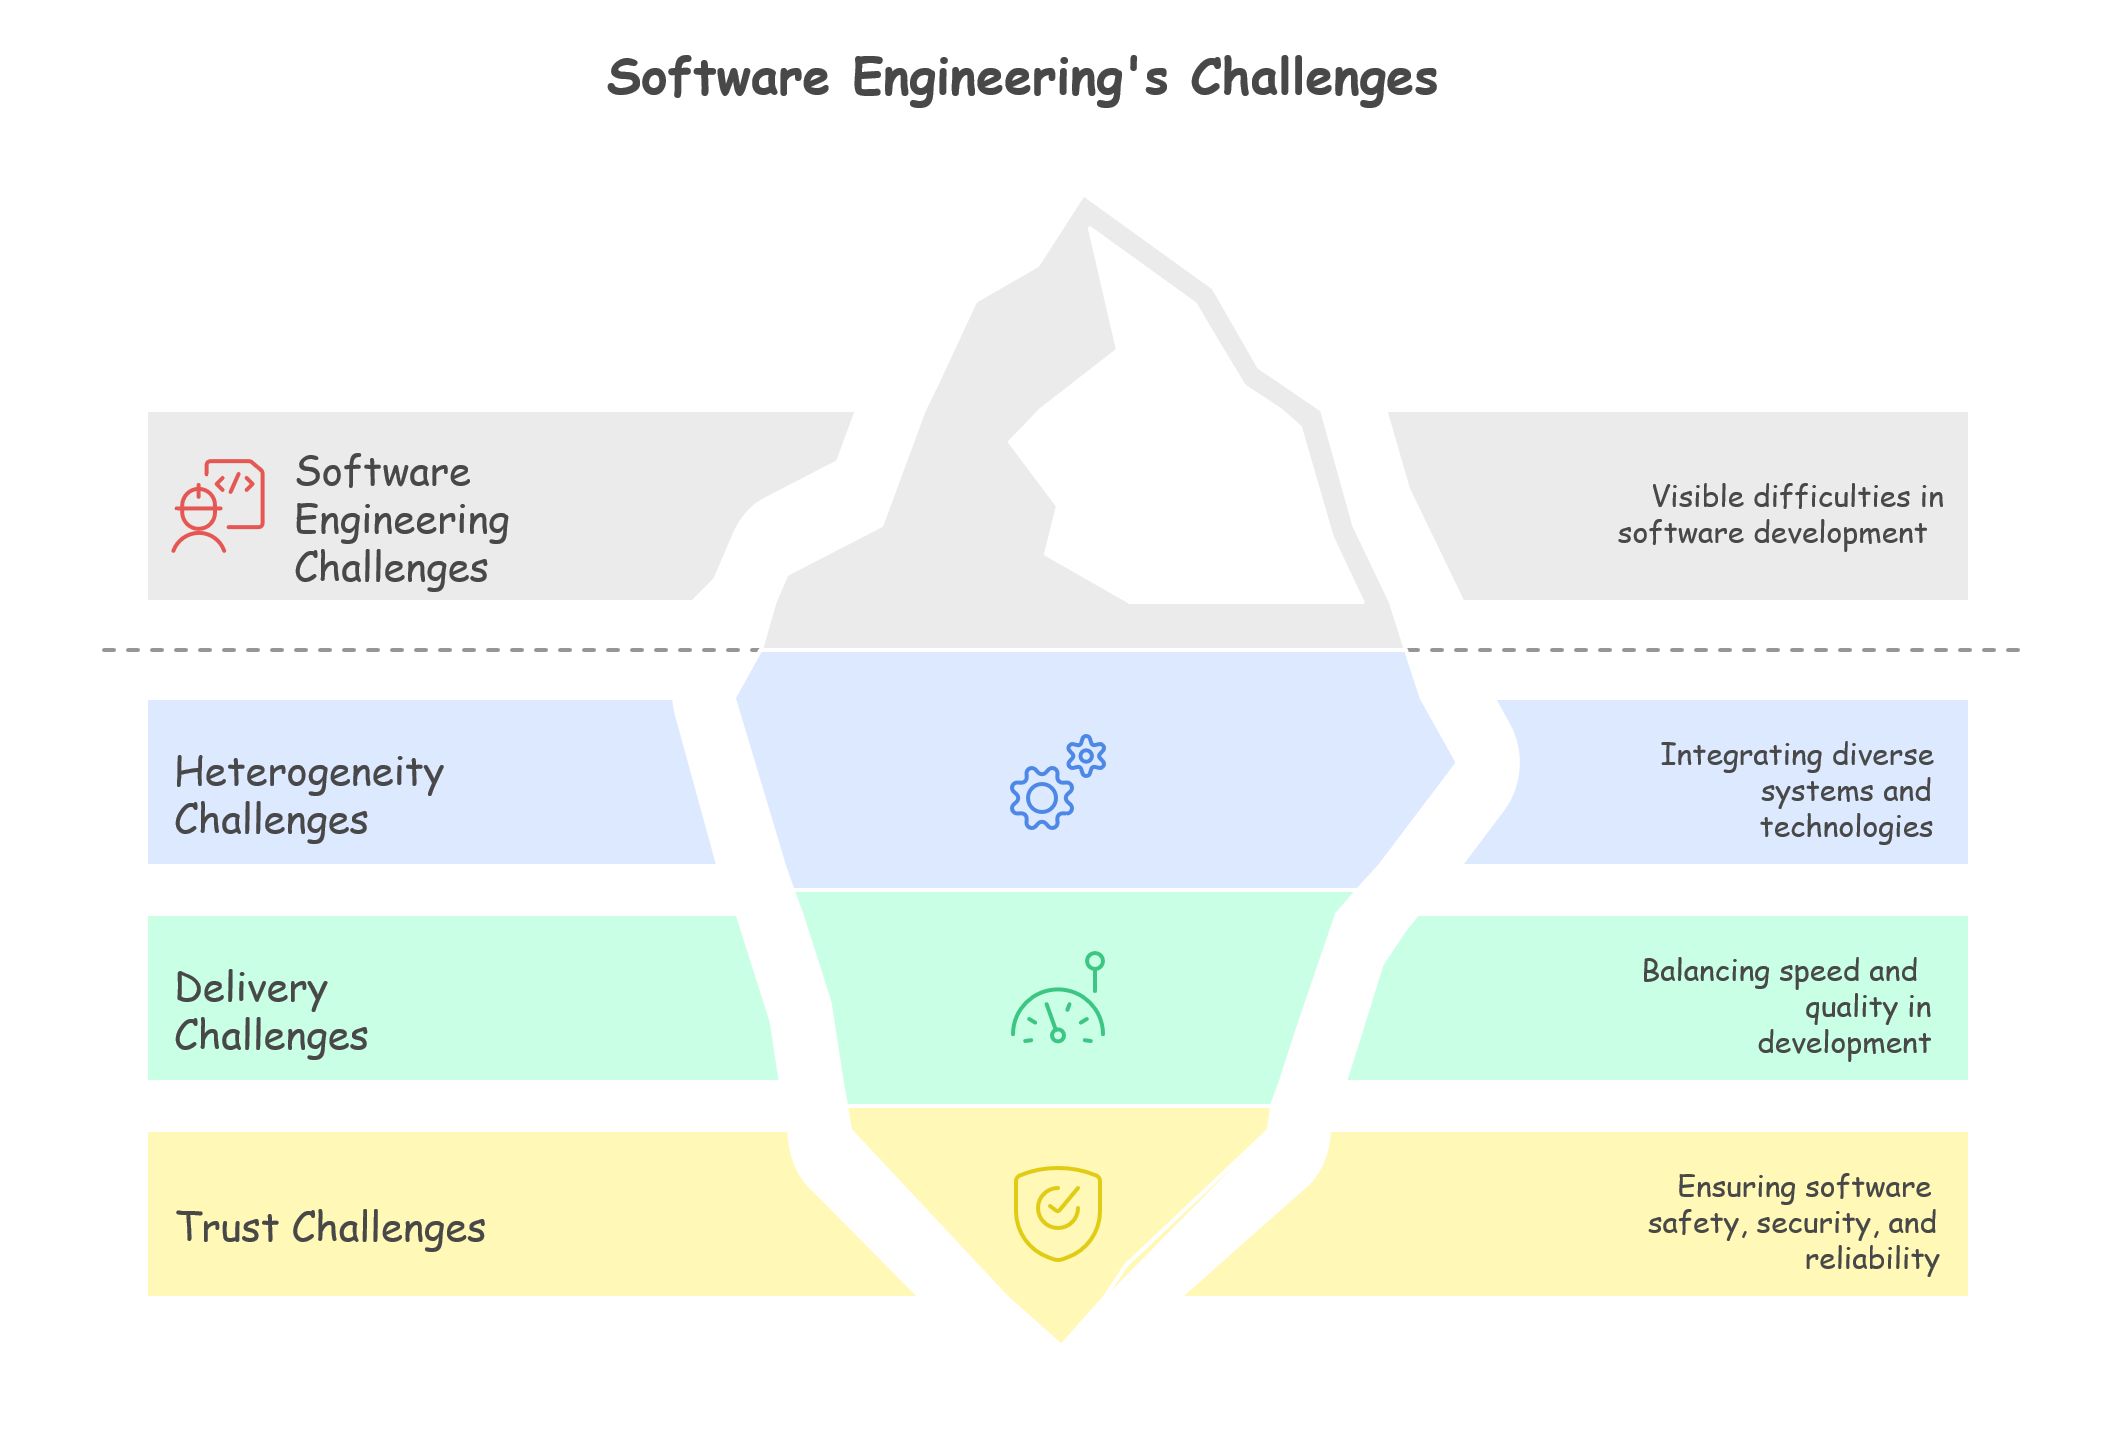 Software Engineering's Challenges
Software
Engineering
Challenges
</>
Visible difficulties in
software development
Heterogeneity
Challenges
Integrating diverse
systems and
technologies
Delivery
Challenges
Balancing speed and
quality in
development
Trust Challenges
Ensuring software
safety, security, and
reliability